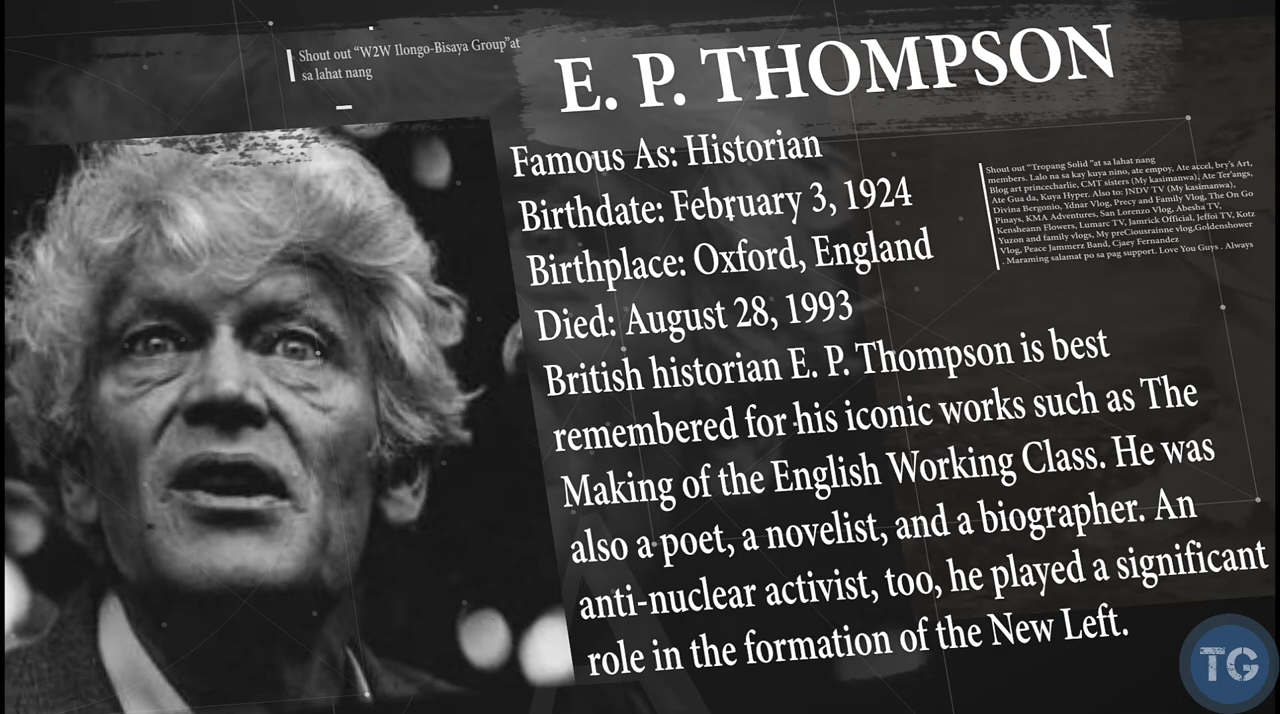 Shout out “W2W Ilongo-Bisaya Group”at
sa lahat nang
E. P. THOMPSON
Famous As: Historian
Birthdate: February 3, 1924
Birthplace: Oxford, England
Died: August 28, 1993
British historian E. P. Thompson is best
remembered for his iconic works such as The
Making of the English Working Class. He was
also a poet, a novelist, and a biographer. An
anti-nuclear activist, too, he played a significant
role in the formation of the New Left.
Shout out “Tropang Solid ”at sa lahat nang
members. Lalo na sa kay kuya nino, ate empoy, Ate accel, bry's Art,
Blog art princecharlie, CMT sisters (My kasimanwa), Ate Ter'angs,
Ate Gua da, Kuya Hyper. Also to: JNDV TV (My kasimanwa),
Divina Bergonio, Ydnar Vlog, Precy and Family Vlog, The On Go
Pinays, KMA Adventures, San Lorenzo Vlog, Abesha TV,
Kensheann Flowers, Lumarc TV, Jamrick Official, Jeffoi TV, Kotz
Yuzon and family vlogs, My preCiousrainne vlog,Goldenshower
Vlog, Peace Jammerz Band, Cjaey Fernandez
. Maraming salamat po sa pag support. Love You Guys . Always
TG